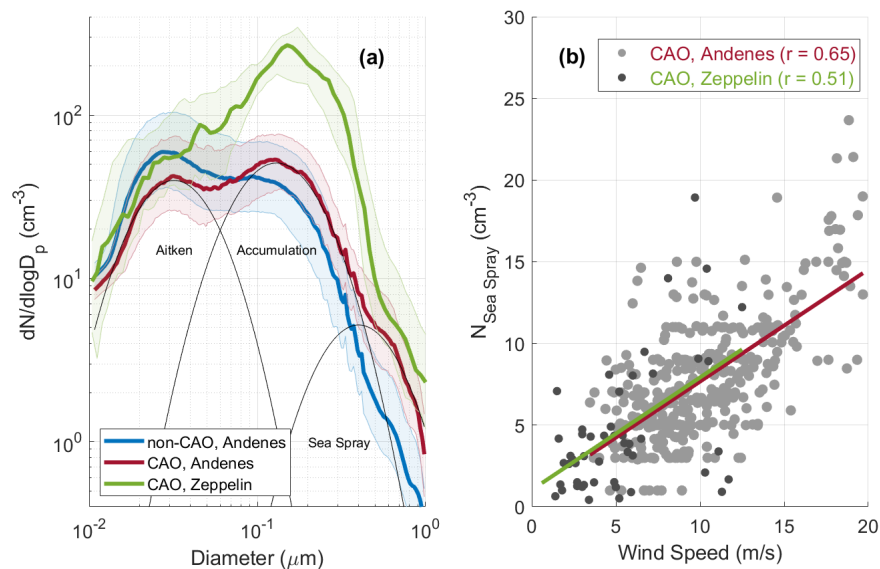 (a)
dN/dlogD_p (cm^-3)
10^2
10^1
10^0
Aitken
Accumulation
Sea Spray
non-CAO, Andenes
CAO, Andenes
CAO, Zeppelin
10^-2
10^-1
10^0
Diameter (μm)
(b)
CAO, Andenes (r = 0.65)
CAO, Zeppelin (r = 0.51)
N_Sea Spray (cm^-3)
30
25
20
15
10
5
0
0
5
10
15
20
Wind Speed (m/s)